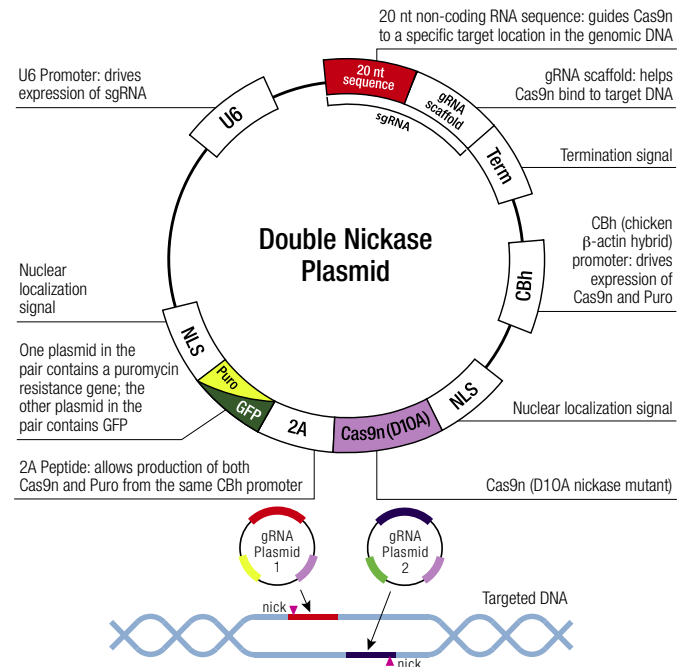 20 nt non-coding RNA sequence: guides Cas9n
to a specific target location in the genomic DNA
U6 Promoter: drives
expression of sgRNA
gRNA scaffold: helps
Cas9n bind to target DNA
20 nt
sequence
gRNA
scaffold
sgRNA
U6
Term
Termination signal
Double Nickase
Plasmid
CBh (chicken
β-actin hybrid)
promoter: drives
expression of
Cas9n and Puro
CBh
Nuclear
localization
signal
NLS
One plasmid in the
pair contains a puromycin
resistance gene; the
other plasmid in the
pair contains GFP
Puro
GFP
2A
Cas9n (D10A)
NLS
Nuclear localization signal
2A Peptide: allows production of both
Cas9n and Puro from the same CBh promoter
Cas9n (D10A nickase mutant)
gRNA
Plasmid
1
gRNA
Plasmid
2
nick
Targeted DNA
nick